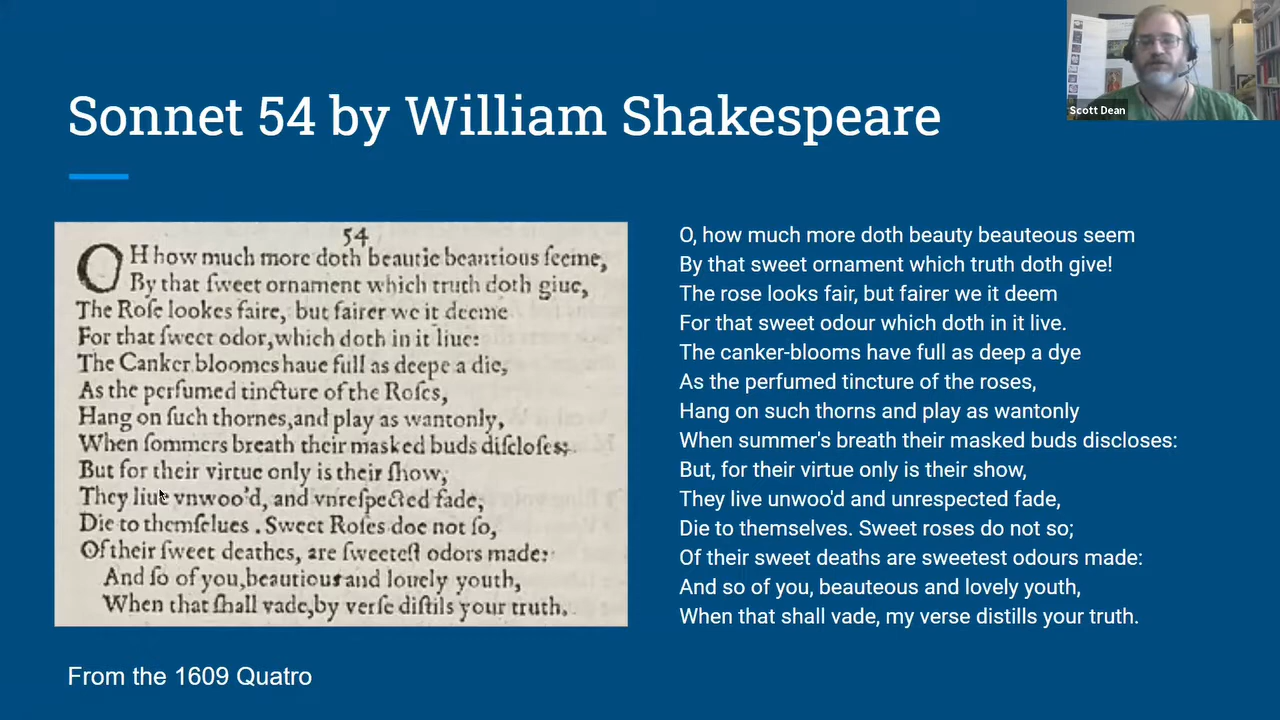 Sonnet 54 by William Shakespeare
Scott Dean
54
OH how much more doth beautie beautious ſeeme,
By that ſweet ornament which truth doth giue,
The Roſe lookes faire, but fairer we it deeme
For that ſweet odor,which doth in it liue:
The Canker bloomes haue full as deepe a die,
As the perfumed tincture of the Roſes,
Hang on ſuch thornes,and play as wantonly,
When ſommers breath their masked buds diſcloſes:
But for their virtue only is their ſhow,
They liue vnwoo'd, and vnreſpected fade,
Die to themſelues . Sweet Roſes doe not ſo,
Of their ſweet deathes, are ſweeteſt odors made:
And ſo of you,beautious and louely youth,
When that ſhall vade,by verſe diſtils your truth.
O, how much more doth beauty beauteous seem
By that sweet ornament which truth doth give!
The rose looks fair, but fairer we it deem
For that sweet odour which doth in it live.
The canker-blooms have full as deep a dye
As the perfumed tincture of the roses,
Hang on such thorns and play as wantonly
When summer's breath their masked buds discloses:
But, for their virtue only is their show,
They live unwoo'd and unrespected fade,
Die to themselves. Sweet roses do not so;
Of their sweet deaths are sweetest odours made:
And so of you, beauteous and lovely youth,
When that shall vade, my verse distills your truth.
From the 1609 Quatro